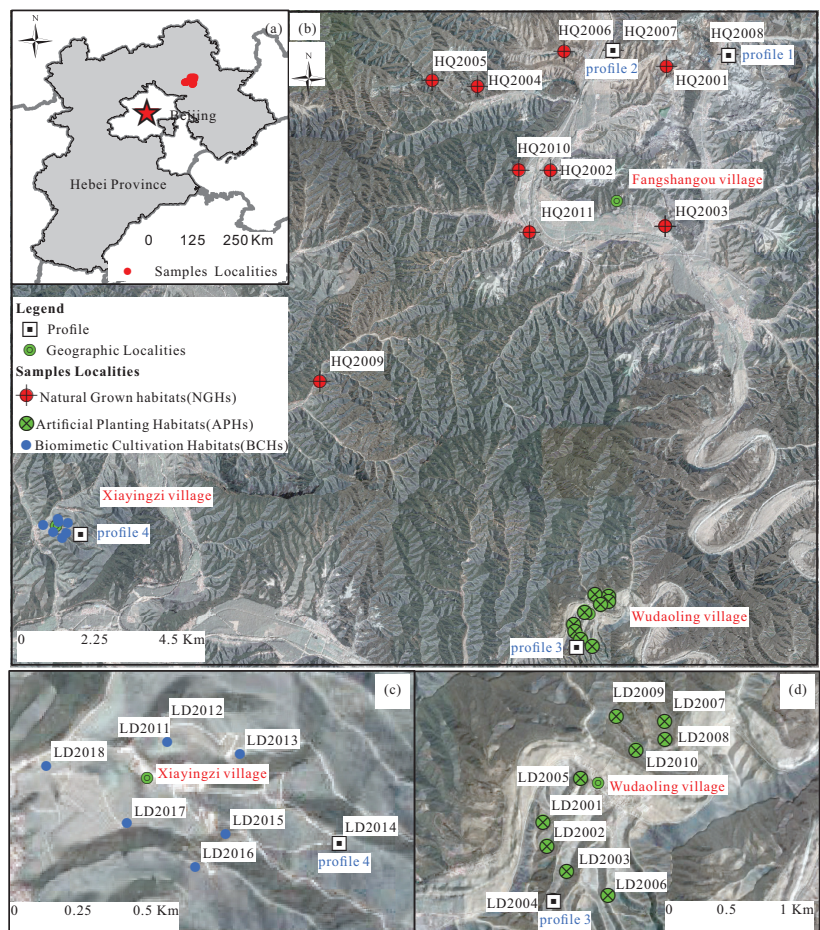 N
(a)
Beijing
Hebei Province
0 125 250 Km
Samples Localities
Legend
Profile
Geographic Localities
Samples Localities
Natural Grown habitats(NGHs)
Artificial Planting Habitats(APHs)
Biomimetic Cultivation Habitats(BCHs)
(b)
N
HQ2006
HQ2007
HQ2008
profile 1
profile 2
HQ2005
HQ2004
HQ2001
HQ2010
HQ2002
Fangshangou village
HQ2011
HQ2003
HQ2009
Xiayingzi village
profile 4
Wudaoling village
profile 3
0 2.25 4.5 Km
(c)
LD2012
LD2011
LD2013
LD2018
Xiayingzi village
LD2017
LD2015
LD2014
profile 4
LD2016
0 0.25 0.5 Km
(d)
LD2009
LD2007
LD2008
LD2010
LD2005
Wudaoling village
LD2001
LD2002
LD2003
LD2006
LD2004
profile 3
0 0.5 1 Km